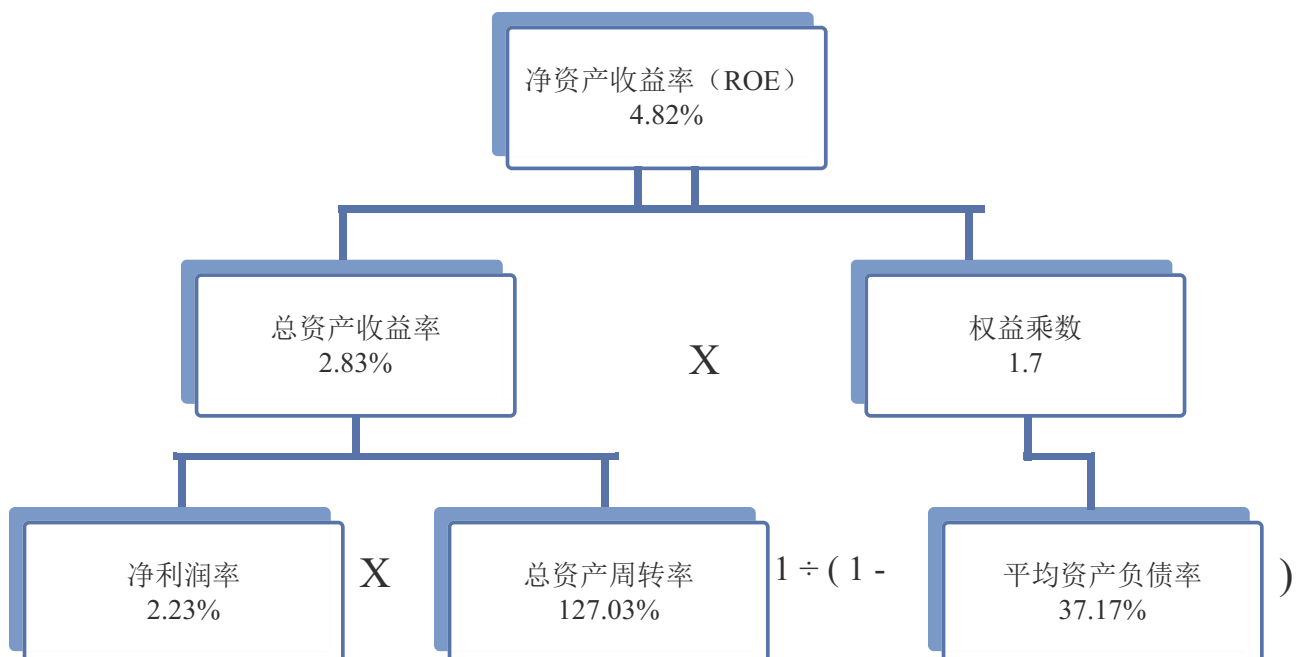 净资产收益率（ROE）
4.82%
总资产收益率
2.83%
X
权益乘数
1.7
净利润率
2.23%
X
总资产周转率
127.03%
1 ÷ ( 1 -
平均资产负债率
37.17%
)